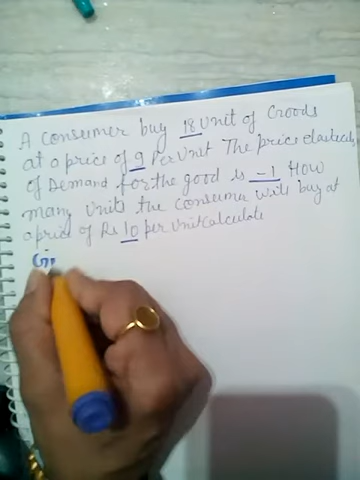 A consumer buy 18 Unit of Goods
at a price of 9 Per Unit The price elasticity
of Demand for the good is -1 How
many Units the consumer will buy at
a price of Rs 10 per unit calculate
Gi